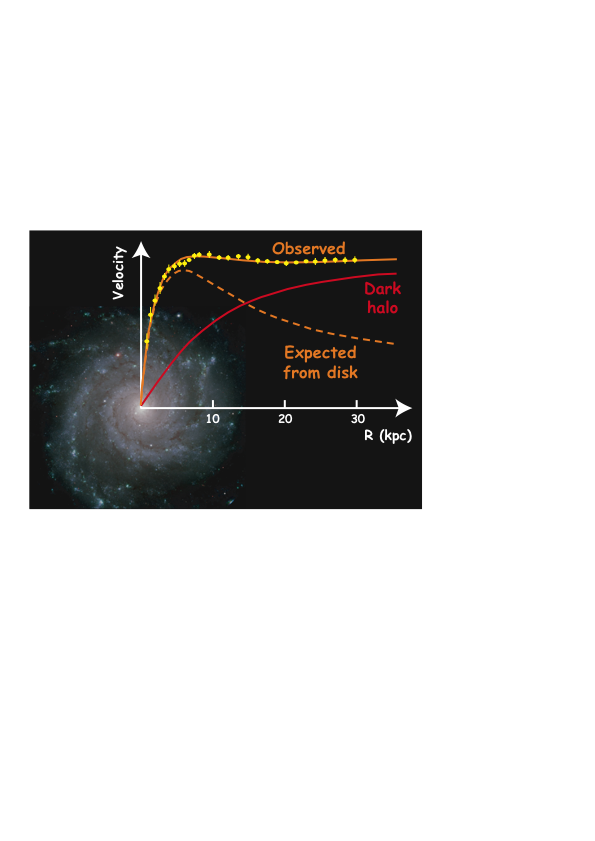 Velocity
Observed
Dark
halo
Expected
from disk
10
20
30
R (kpc)